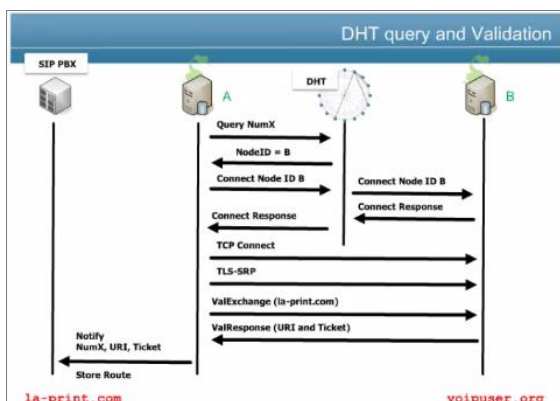 DHT query and Validation
SIP PBX
A
DHT
B
Query NumX
NodeID = B
Connect Node ID B
Connect Node ID B
Connect Response
Connect Response
TCP Connect
TLS-SRP
ValExchange (la-print.com)
ValResponse (URI and Ticket)
Notify
NumX, URI, Ticket
Store Route
la-print.com
voipuser.org